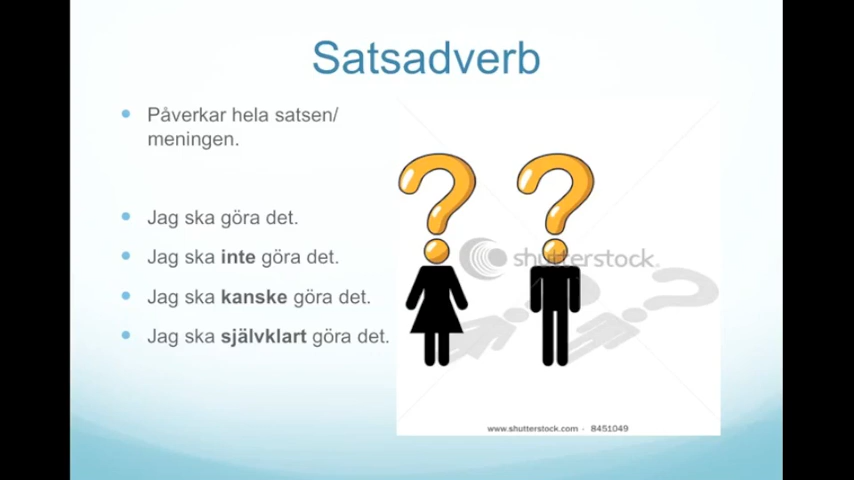 Satsadverb
Påverkar hela satsen/
meningen.
Jag ska göra det.
Jag ska inte göra det.
Jag ska kanske göra det.
Jag ska självklart göra det.
shutterstock
www.shutterstock.com · 8451049